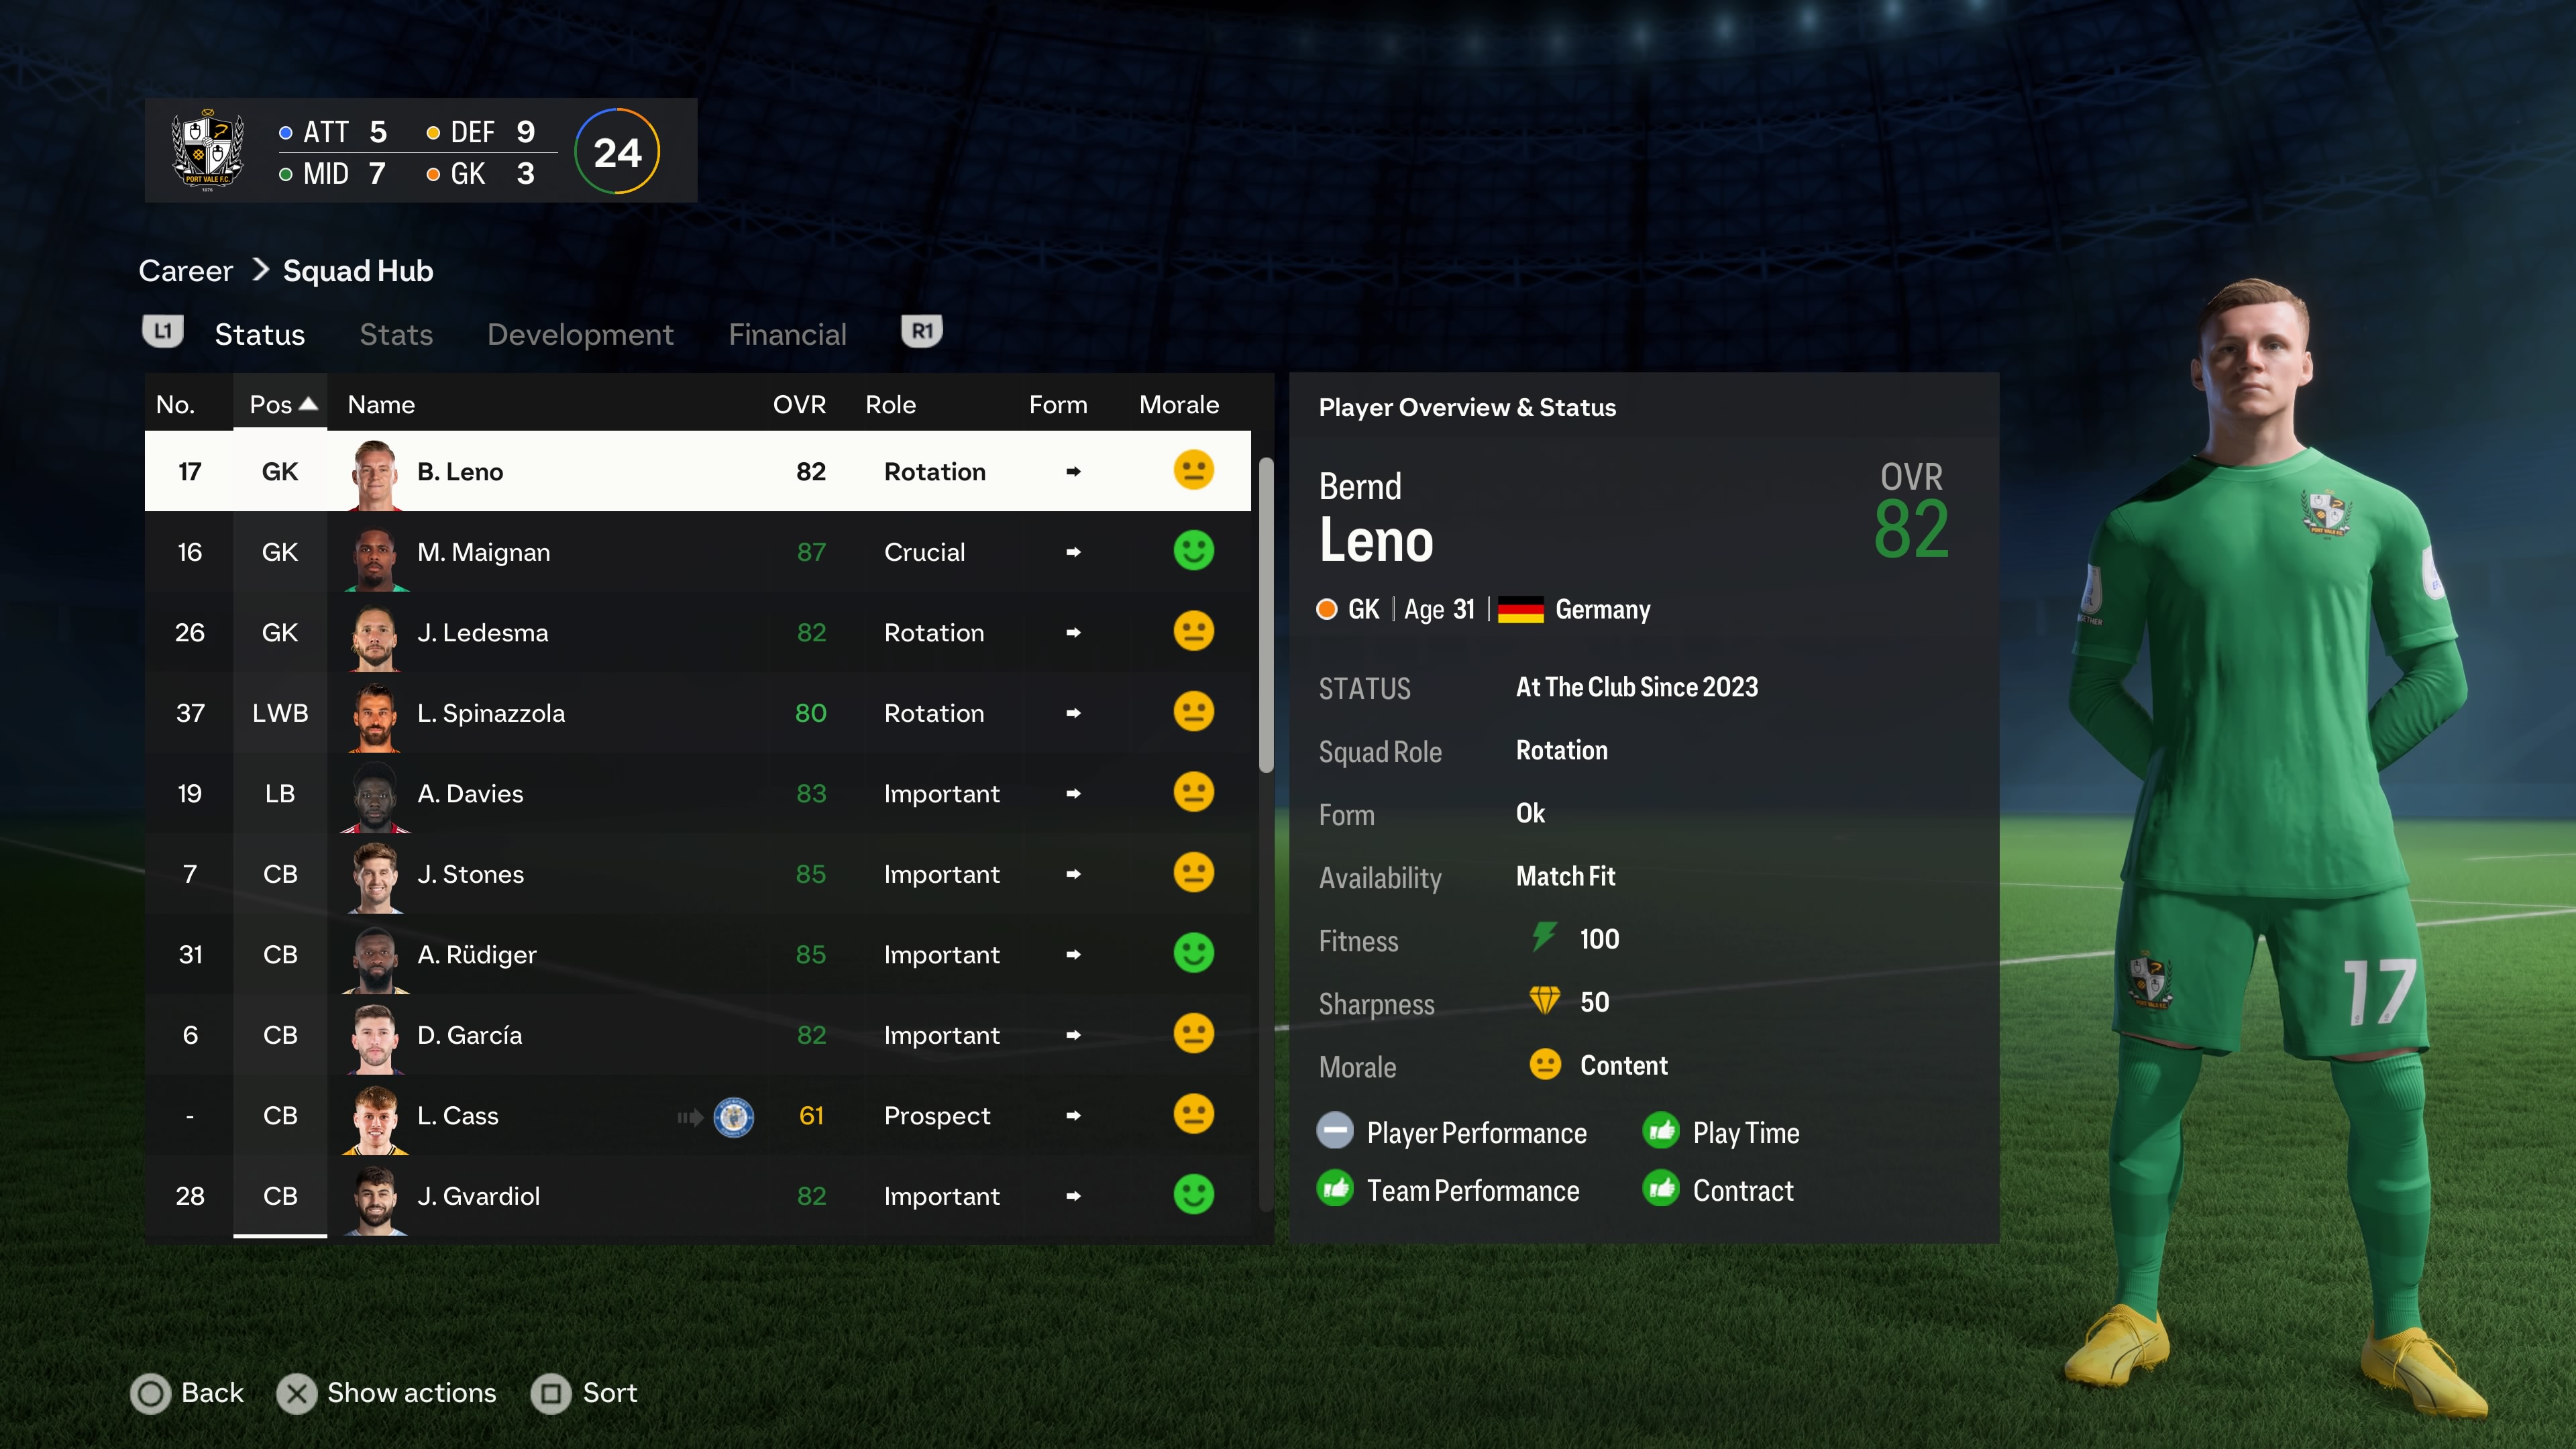 ATT 5 DEF 9
MID 7 GK 3
24
PORT VALE F.C.
1876
Career > Squad Hub
L1 Status Stats Development Financial R1
No. Pos Name OVR Role Form Morale
17 GK B. Leno 82 Rotation
16 GK M. Maignan 87 Crucial
26 GK J. Ledesma 82 Rotation
37 LWB L. Spinazzola 80 Rotation
19 LB A. Davies 83 Important
7 CB J. Stones 85 Important
31 CB A. Rüdiger 85 Important
6 CB D. García 82 Important
- CB L. Cass 61 Prospect
28 CB J. Gvardiol 82 Important
Player Overview & Status
Bernd
Leno
OVR
82
GK | Age 31 | Germany
STATUS At The Club Since 2023
Squad Role Rotation
Form Ok
Availability Match Fit
Fitness 100
Sharpness 50
Morale Content
Player Performance Play Time
Team Performance Contract
17
Back Show actions Sort